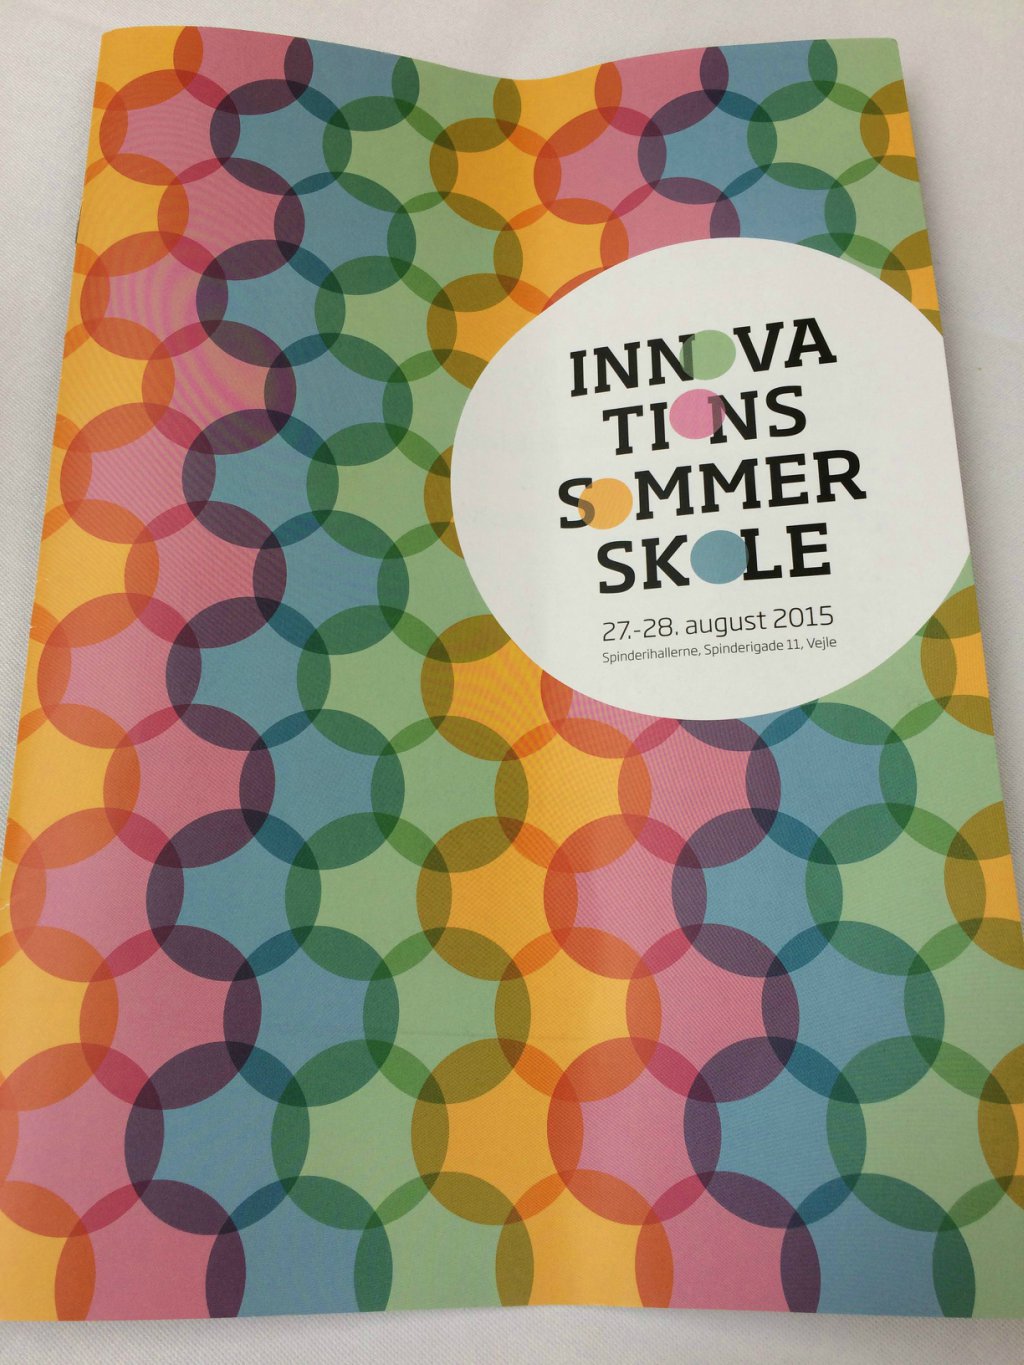 INNOVA
TIONS
SOMMER
SKOLE
27.-28. august 2015
Spinderihallerne, Spinderigade 11, Vejle